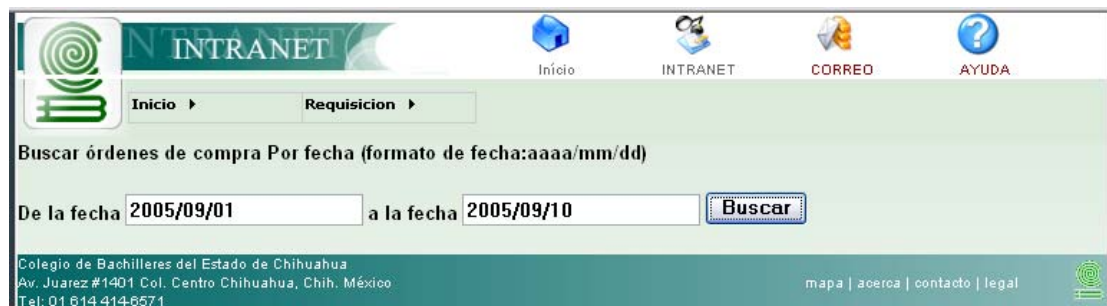 INTRANET
Início INTRANET CORREO AYUDA
Inicio Requisicion
Buscar órdenes de compra Por fecha (formato de fecha:aaaa/mm/dd)
De la fecha 2005/09/01 a la fecha 2005/09/10 Buscar
Colegio de Bachilleres del Estado de Chihuahua
Av. Juarez #1401 Col. Centro Chihuahua, Chih. México
mapa | acerca | contacto | legal
Tel: 01 614 414-6571